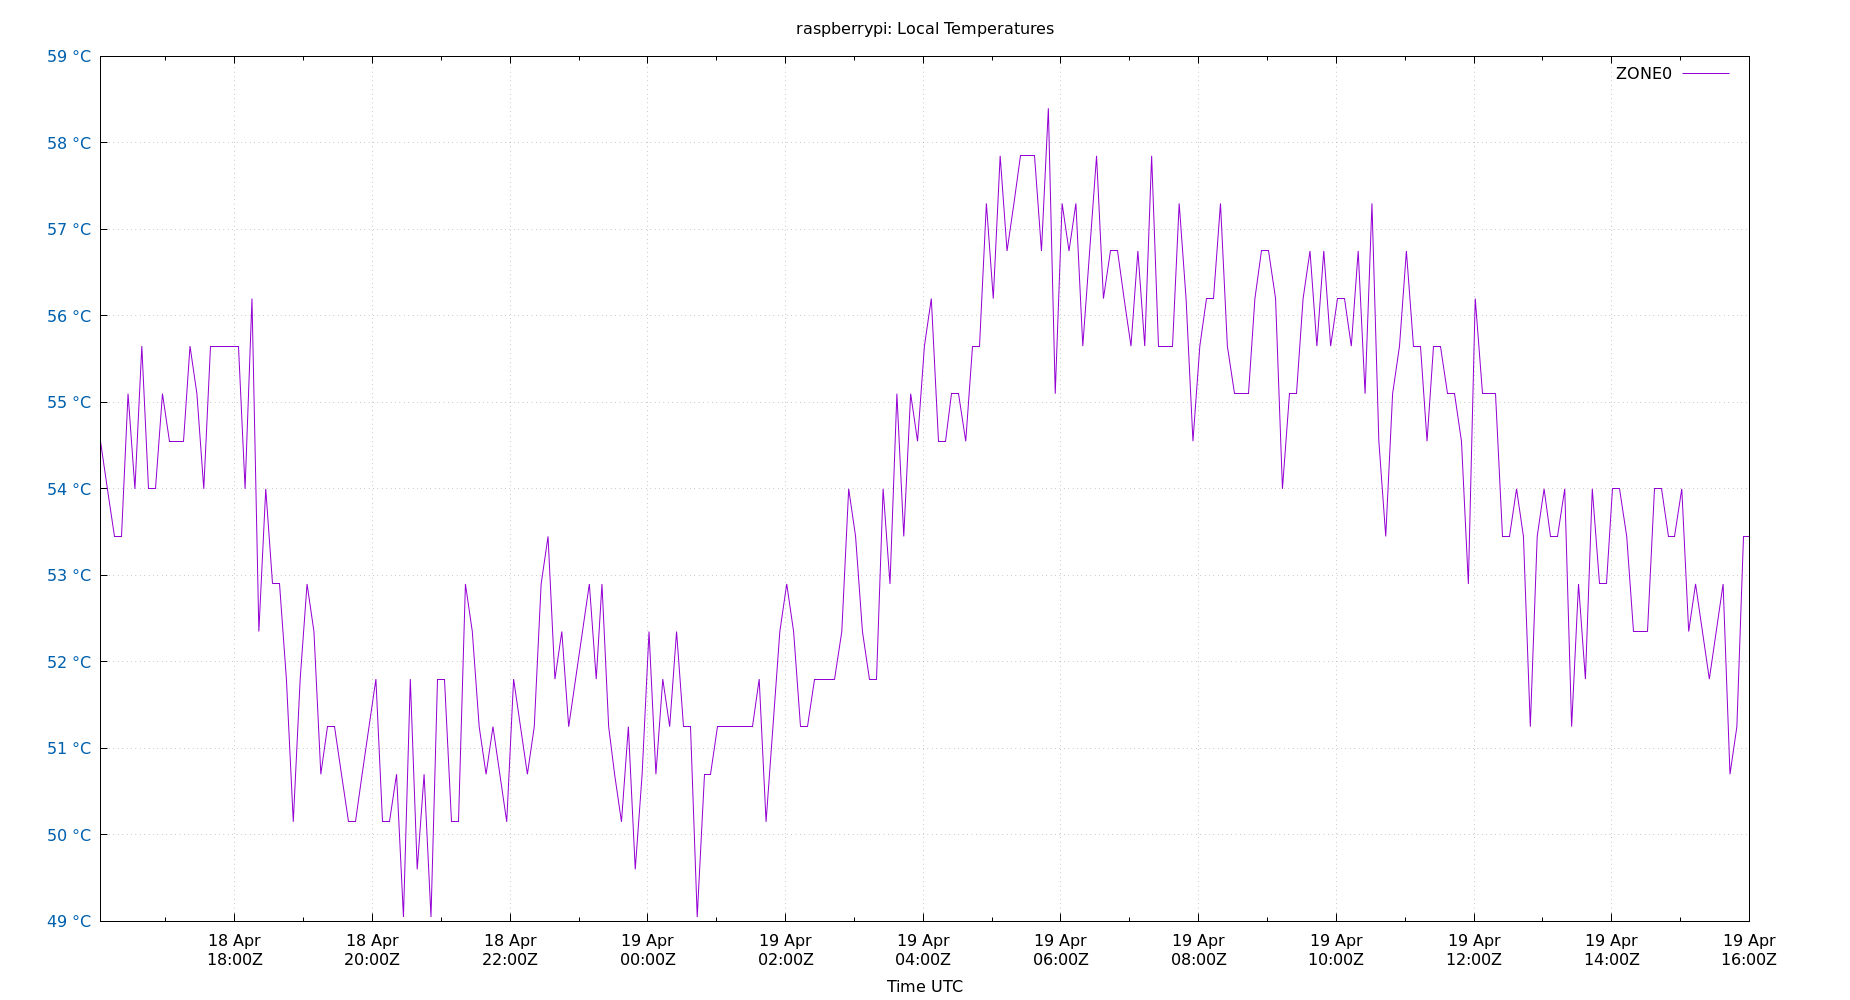 raspberrypi: Local Temperatures
59 °C
ZONE0
58 °C
57 °C
56 °C
55 °C
54 °C
53 °C
52 °C
51 °C
50 °C
49 °C
18 Apr 18 Apr 18 Apr 19 Apr 19 Apr 19 Apr 19 Apr 19 Apr 19 Apr 19 Apr 19 Apr 19 Apr
18:00Z 20:00Z 22:00Z 00:00Z 02:00Z 04:00Z 06:00Z 08:00Z 10:00Z 12:00Z 14:00Z 16:00Z
Time UTC